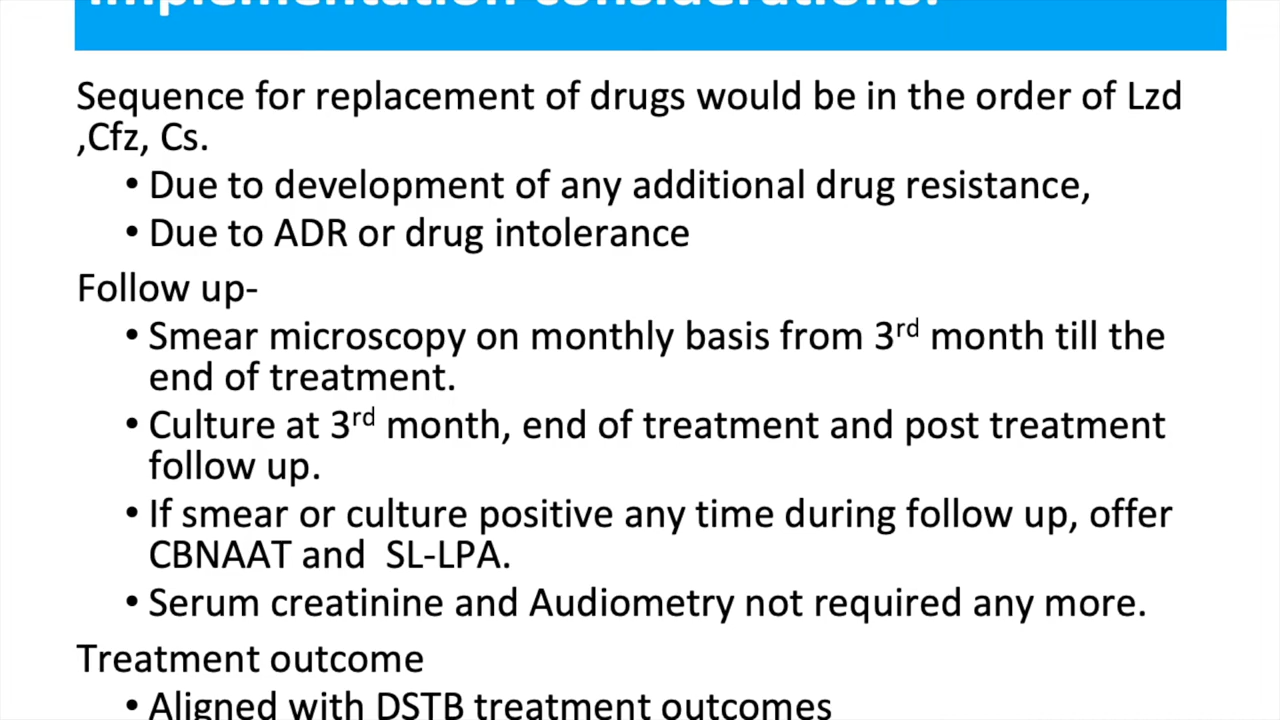 implementation considerations:
Sequence for replacement of drugs would be in the order of Lzd
,Cfz, Cs.
• Due to development of any additional drug resistance,
• Due to ADR or drug intolerance
Follow up-
• Smear microscopy on monthly basis from 3rd month till the
end of treatment.
• Culture at 3rd month, end of treatment and post treatment
follow up.
• If smear or culture positive any time during follow up, offer
CBNAAT and  SL-LPA.
• Serum creatinine and Audiometry not required any more.
Treatment outcome
• Aligned with DSTB treatment outcomes